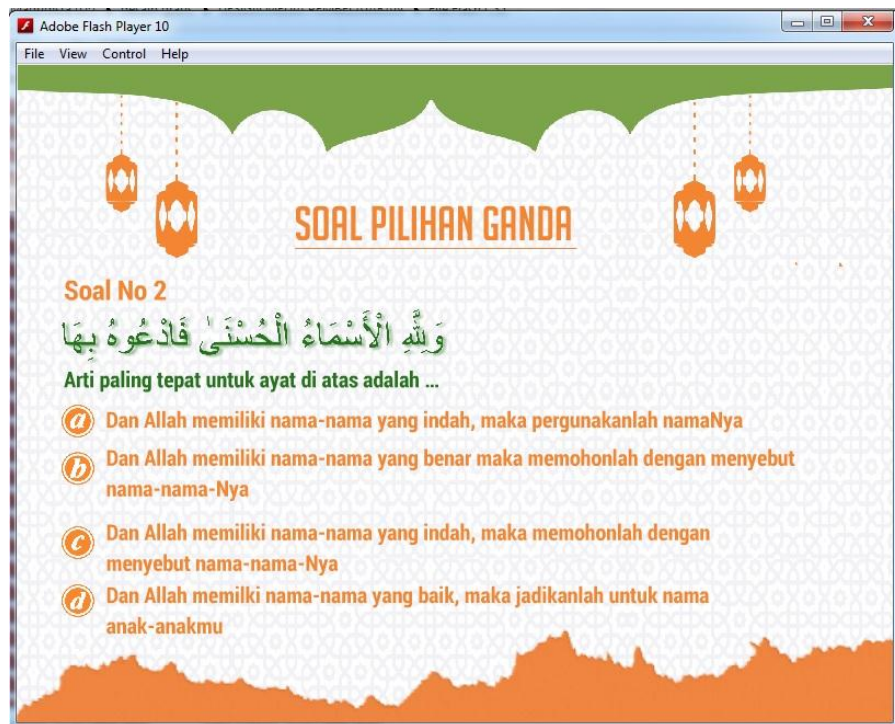 Adobe Flash Player 10
File View Control Help
SOAL PILIHAN GANDA
Soal No 2
وَلِلَّهِ الْأَسْمَاءُ الْحُسْنَىٰ فَادْعُوهُ بِهَا
Arti paling tepat untuk ayat di atas adalah ...
a Dan Allah memiliki nama-nama yang indah, maka pergunakanlah namaNya
b Dan Allah memiliki nama-nama yang benar maka memohonlah dengan menyebut
nama-nama-Nya
c Dan Allah memiliki nama-nama yang indah, maka memohonlah dengan
menyebut nama-nama-Nya
d Dan Allah memilki nama-nama yang baik, maka jadikanlah untuk nama
anak-anakmu